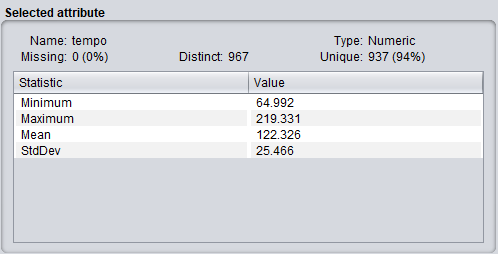 Selected attribute
Name: tempo Type: Numeric
Missing: 0 (0%) Distinct: 967 Unique: 937 (94%)
Statistic Value
Minimum 64.992
Maximum 219.331
Mean 122.326
StdDev 25.466